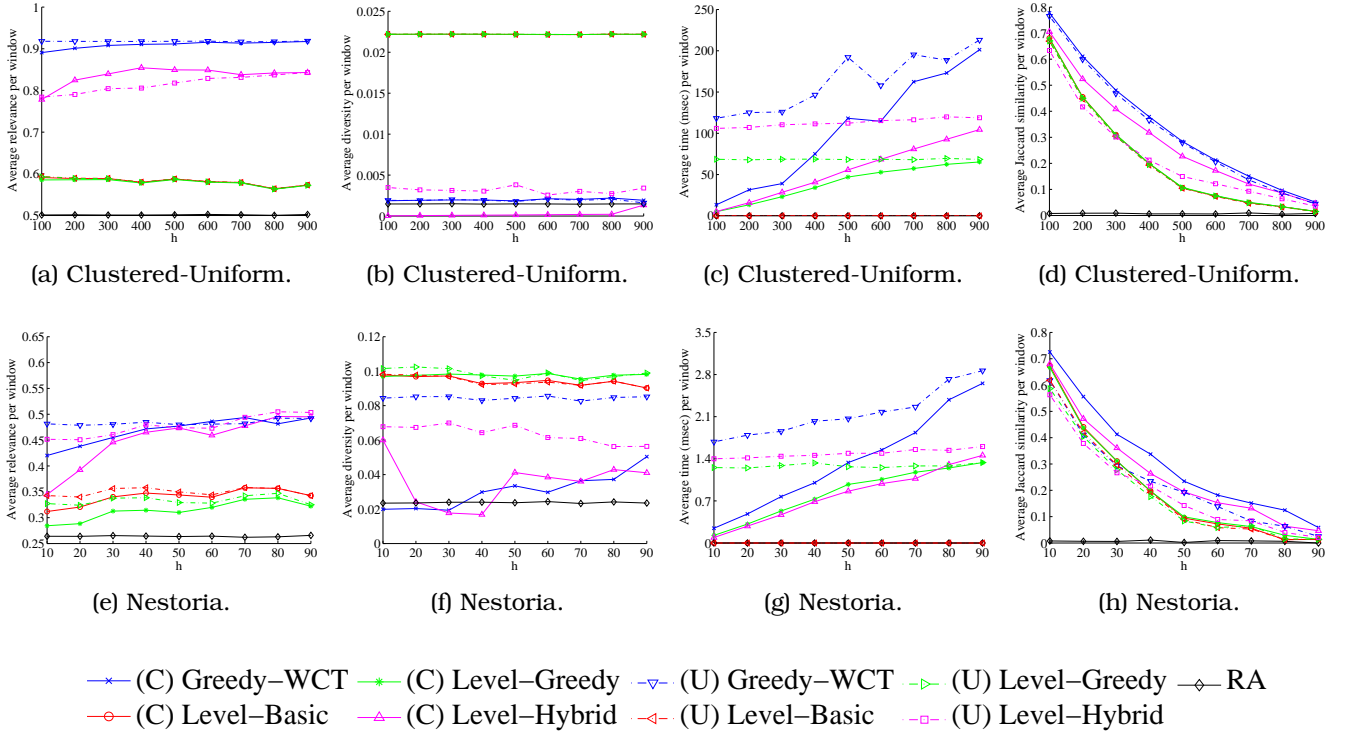 Average relevance per window
1
0.9
0.8
0.7
0.6
0.5
100 200 300 400 500 600 700 800 900
h
(a) Clustered-Uniform.
Average diversity per window
0.025
0.02
0.015
0.01
0.005
0
100 200 300 400 500 600 700 800 900
h
(b) Clustered-Uniform.
Average time (msec) per window
250
200
150
100
50
0
100 200 300 400 500 600 700 800 900
h
(c) Clustered-Uniform.
Average Jaccard similarity per window
0.8
0.7
0.6
0.5
0.4
0.3
0.2
0.1
0
100 200 300 400 500 600 700 800 900
h
(d) Clustered-Uniform.
Average relevance per window
0.65
0.6
0.55
0.5
0.45
0.4
0.35
0.3
0.25
10 20 30 40 50 60 70 80 90
h
(e) Nestoria.
Average diversity per window
0.12
0.1
0.08
0.06
0.04
0.02
0
10 20 30 40 50 60 70 80 90
h
(f) Nestoria.
Average time (msec) per window
3.5
2.8
2.1
1.4
0.7
0
10 20 30 40 50 60 70 80 90
h
(g) Nestoria.
Average Jaccard similarity per window
0.8
0.7
0.6
0.5
0.4
0.3
0.2
0.1
0
10 20 30 40 50 60 70 80 90
h
(h) Nestoria.
(C) Greedy−WCT (C) Level−Greedy (U) Greedy−WCT (U) Level−Greedy RA
(C) Level−Basic (C) Level−Hybrid (U) Level−Basic (U) Level−Hybrid